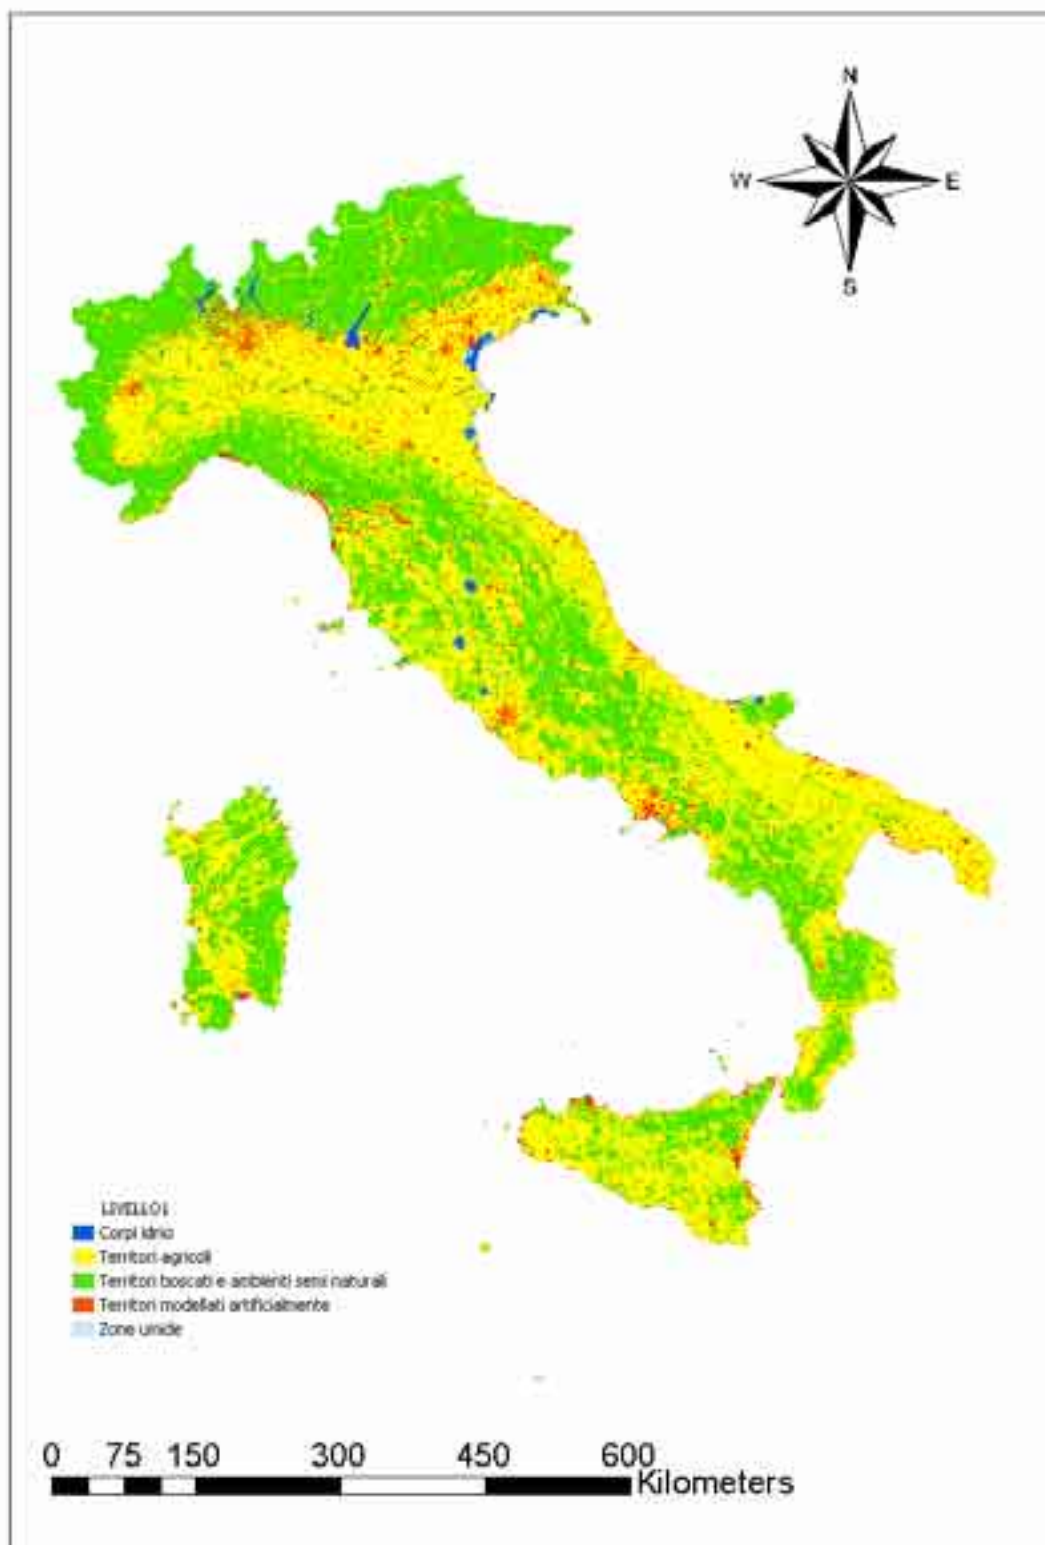 N
W E
S
LIVELLO1
Corpi idrici
Territori agricoli
Territori boscati e ambienti semi naturali
Territori modellati artificialmente
Zone umide
0 75 150 300 450 600
Kilometers